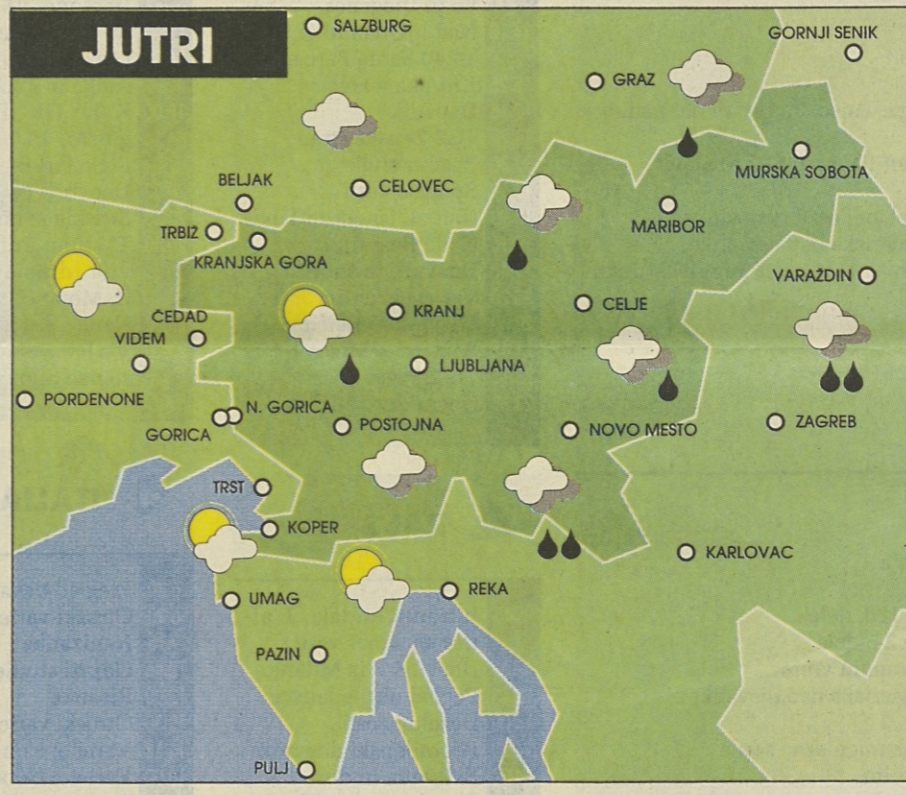 JUTRI
SALZBURG
GORNJI SENIK
GRAZ
MURSKA SOBOTA
BELJAK
CELOVEC
MARIBOR
TRBIŽ
KRANJSKA GORA
VARAŽDIN
CELJE
ČEDAD
KRANJ
VIDEM
LJUBLJANA
PORDENONE
N. GORICA
GORICA
POSTOJNA
NOVO MESTO
ZAGREB
TRST
KOPER
KARLOVAC
UMAG
REKA
PAZIN
PULJ